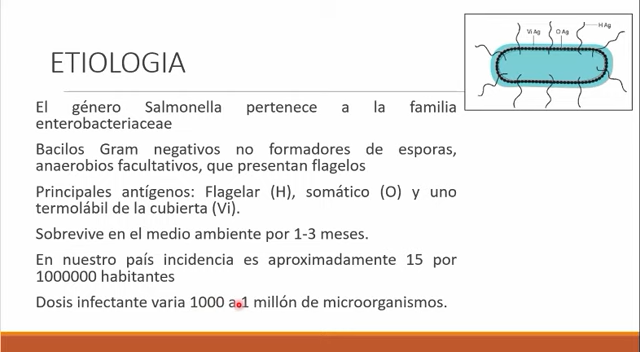 ETIOLOGIA
Vi Ag
O Ag
H Ag
El género Salmonella pertenece a la familia
enterobacteriaceae
Bacilos Gram negativos no formadores de esporas,
anaerobios facultativos, que presentan flagelos
Principales antígenos: Flagelar (H), somático (O) y uno
termolábil de la cubierta (Vi).
Sobrevive en el medio ambiente por 1-3 meses.
En nuestro país incidencia es aproximadamente 15 por
1000000 habitantes
Dosis infectante varia 1000 a 1 millón de microorganismos.